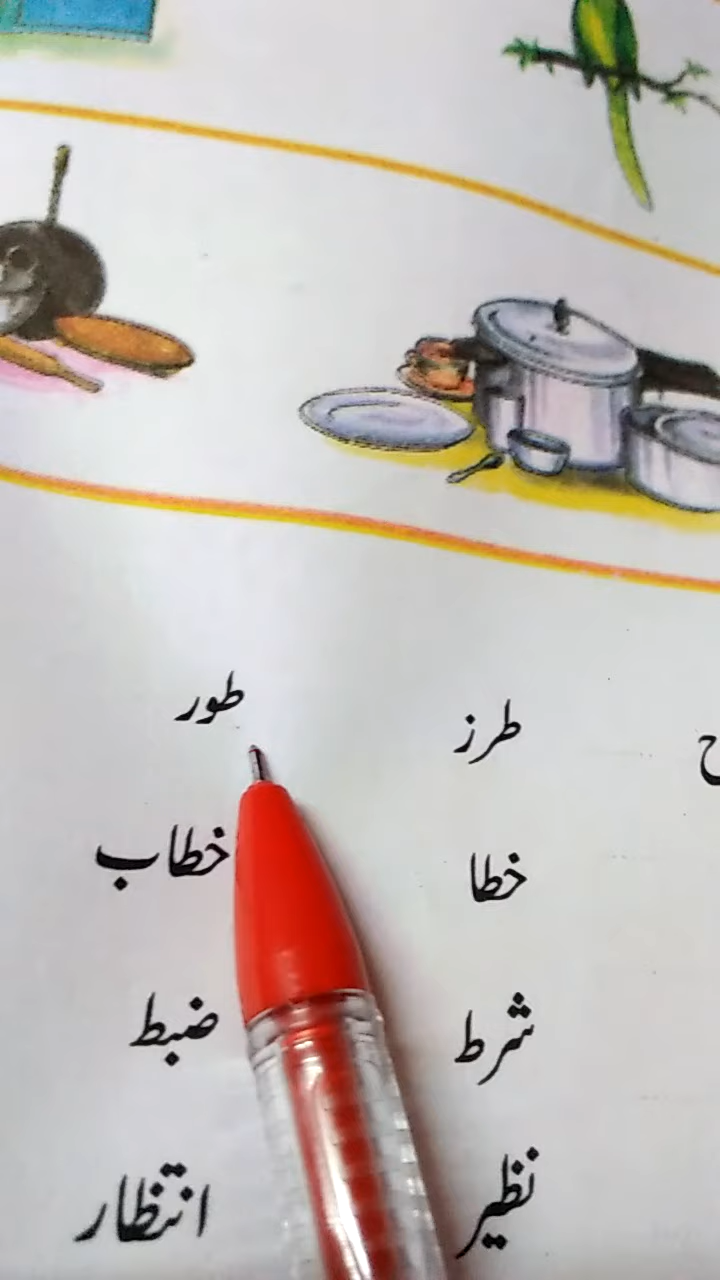 طرز طور
خطا خطاب
شرط ضبط
نظیر انتظار